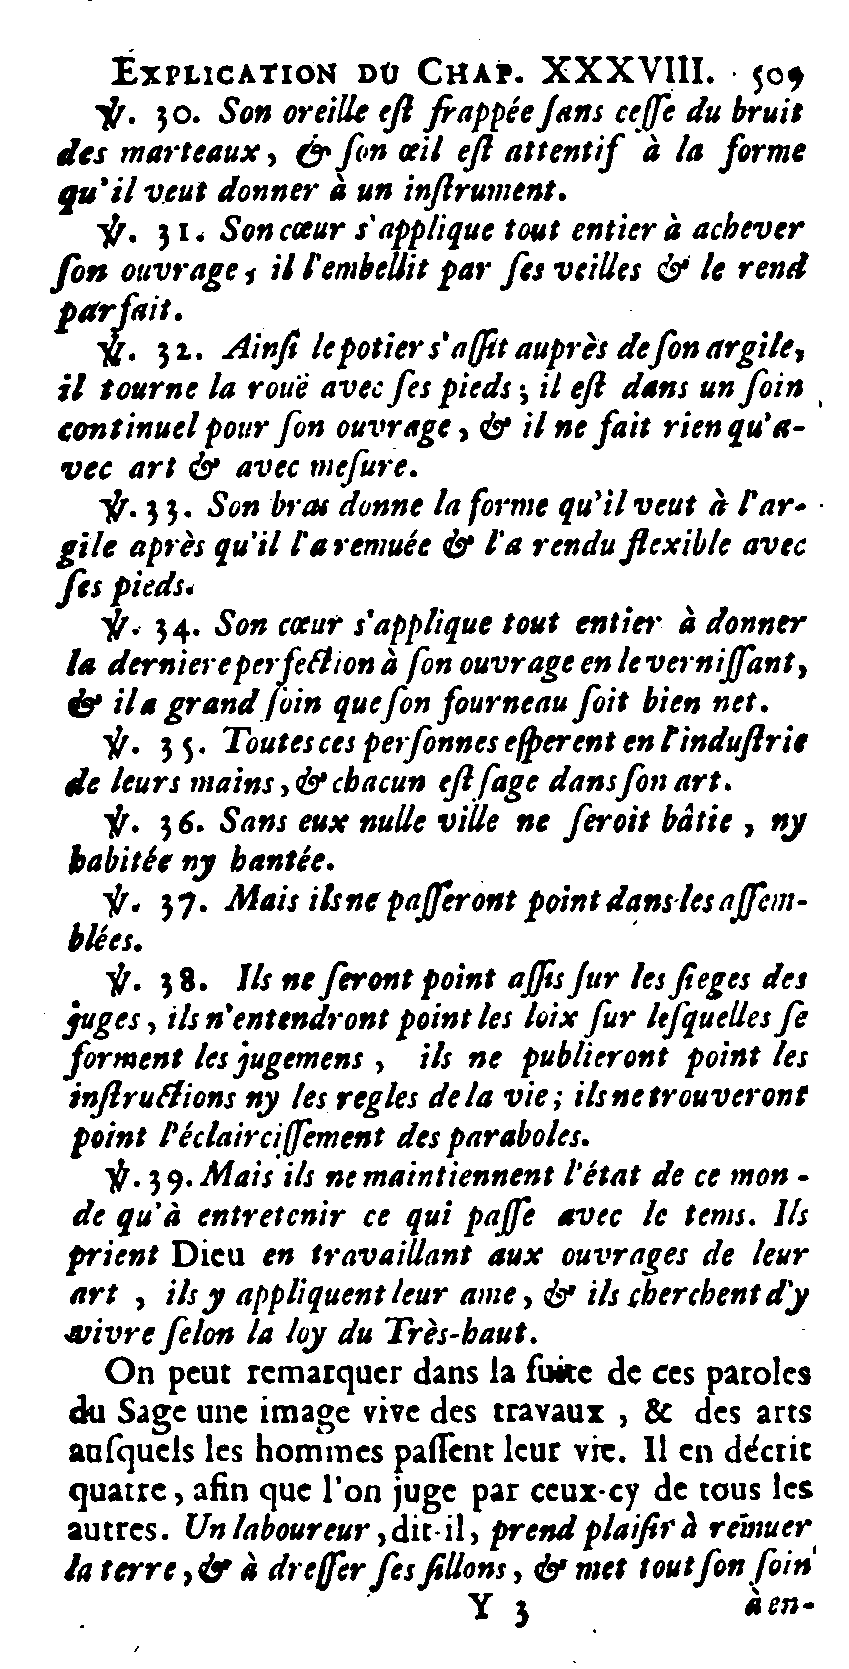 EXPLICATION DU CHAP. XXXVIII. 509
℣. 30. Son oreille eſt frappée ſans ceſſe du bruit
des marteaux, & ſon œil eſt attentif à la forme
qu'il veut donner à un inſtrument.
℣. 31. Son cœur s'applique tout entier à achever
ſon ouvrage, il l'embellit par ſes veilles & le rend
parfait.
℣. 32. Ainſi le potier s'aſſit auprès de ſon argile,
il tourne la rouë avec ſes pieds; il eſt dans un ſoin
continuel pour ſon ouvrage, & il ne fait rien qu'a-
vec art & avec meſure.
℣. 33. Son bras donne la forme qu'il veut à l'ar-
gile après qu'il l'a remuée & l'a rendu flexible avec
ſes pieds.
℣. 34. Son cœur s'applique tout entier à donner
la derniere perfection à ſon ouvrage en le verniſſant,
& il a grand ſoin que ſon fourneau ſoit bien net.
℣. 35. Toutes ces perſonnes eſperent en l'induſtrie
de leurs mains, & chacun eſt ſage dans ſon art.
℣. 36. Sans eux nulle ville ne ſeroit bâtie, ny
habitée ny hantée.
℣. 37. Mais ils ne paſſeront point dans les aſſem-
blées.
℣. 38. Ils ne ſeront point aſſis ſur les ſieges des
juges, ils n'entendront point les loix ſur leſquelles ſe
forment les jugemens, ils ne publieront point les
inſtructions ny les regles de la vie; ils ne trouveront
point l'éclairciſſement des paraboles.
℣. 39. Mais ils ne maintiennent l'état de ce mon-
de qu'à entretenir ce qui paſſe avec le tems. Ils
prient Dieu en travaillant aux ouvrages de leur
art, ils y appliquent leur ame, & ils cherchent d'y
vivre ſelon la loy du Très-haut.
On peut remarquer dans la ſuite de ces paroles
du Sage une image vive des travaux, & des arts
auſquels les hommes paſſent leur vie. Il en décrit
quatre, afin que l'on juge par ceux-cy de tous les
autres. Un laboureur, dit-il, prend plaiſir à remuer
la terre, & à dreſſer ſes ſillons, & met tout ſon ſoin
Y 3 à en-